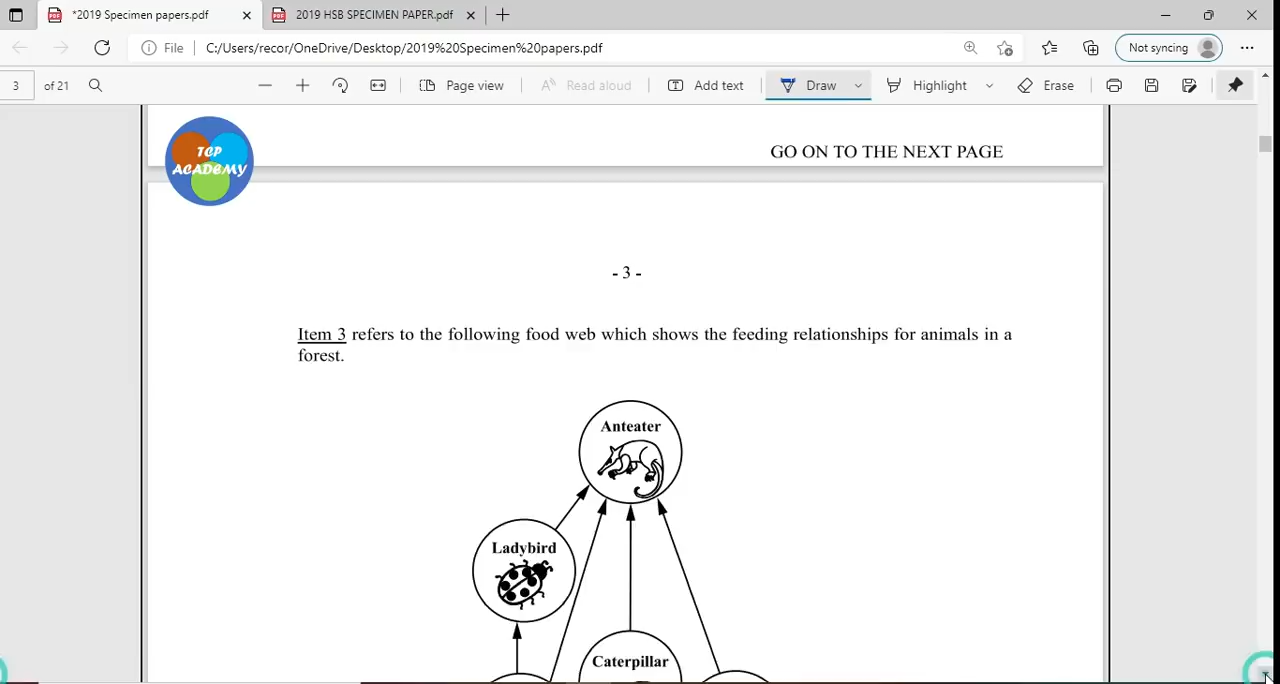 *2019 Specimen papers.pdf
2019 HSB SPECIMEN PAPER.pdf
File
C:/Users/recor/OneDrive/Desktop/2019%20Specimen%20papers.pdf
Not syncing
3 of 21
Page view
Read aloud
Add text
Draw
Highlight
Erase
TCP
ACADEMY
GO ON TO THE NEXT PAGE
- 3 -
Item 3 refers to the following food web which shows the feeding relationships for animals in a
forest.
Anteater
Ladybird
Caterpillar